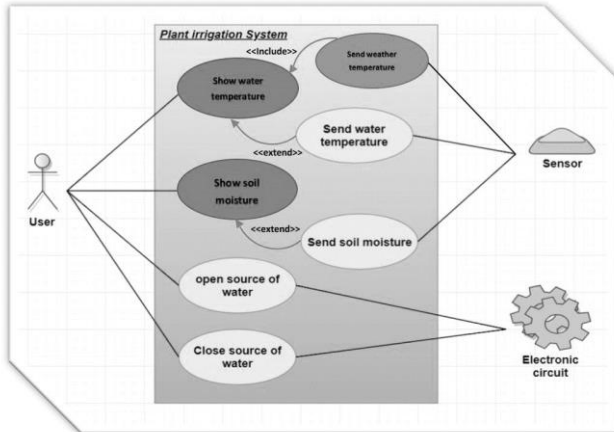 Plant irrigation System
<<include>>
Send weather
temperature
Show water
temperature
Send water
temperature
<<extend>>
Sensor
Show soil
moisture
User
<<extend>>
Send soil moisture
open source of
water
Close source of
water
Electronic
circuit